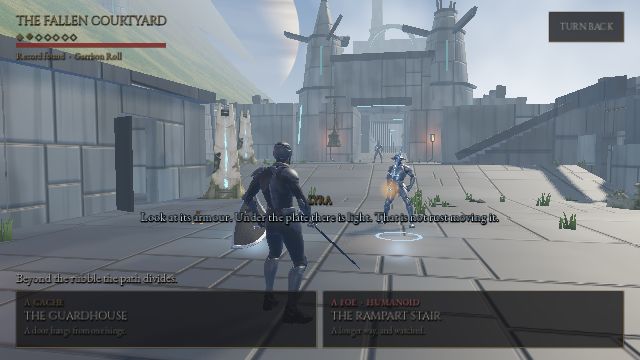 THE FALLEN COURTYARD
TURN BACK
Record found · Garrison Roll
LYRA
Look at its armour. Under the plate there is light. That is not rust moving it.
Beyond the rubble the path divides.
A CACHE
THE GUARDHOUSE
A door hangs from one hinge.
A FOE · HUMANOID
THE RAMPART STAIR
A longer way, and watched.